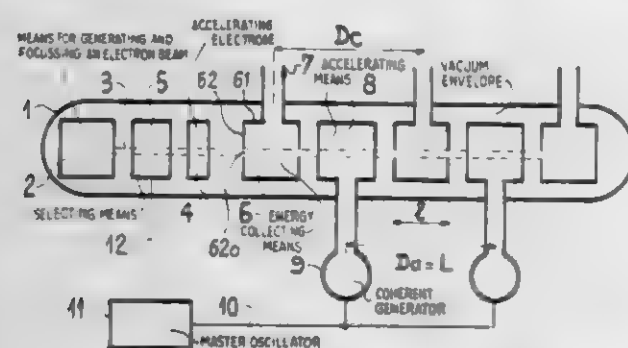 MEANS FOR GENERATING AND
FOCUSSING AN ELECTRON BEAM
ACCELERATING
ELECTRODE
Dc
7 ACCELERATING
MEANS
VACUUM
ENVELOPE
1
3
5
62
61
8
2
SELECTING MEANS
4
62o
6
ENERGY
COLLECTING
MEANS
l
12
9
Da = L
COHERENT
GENERATOR
11
10
MASTER OSCILLATOR